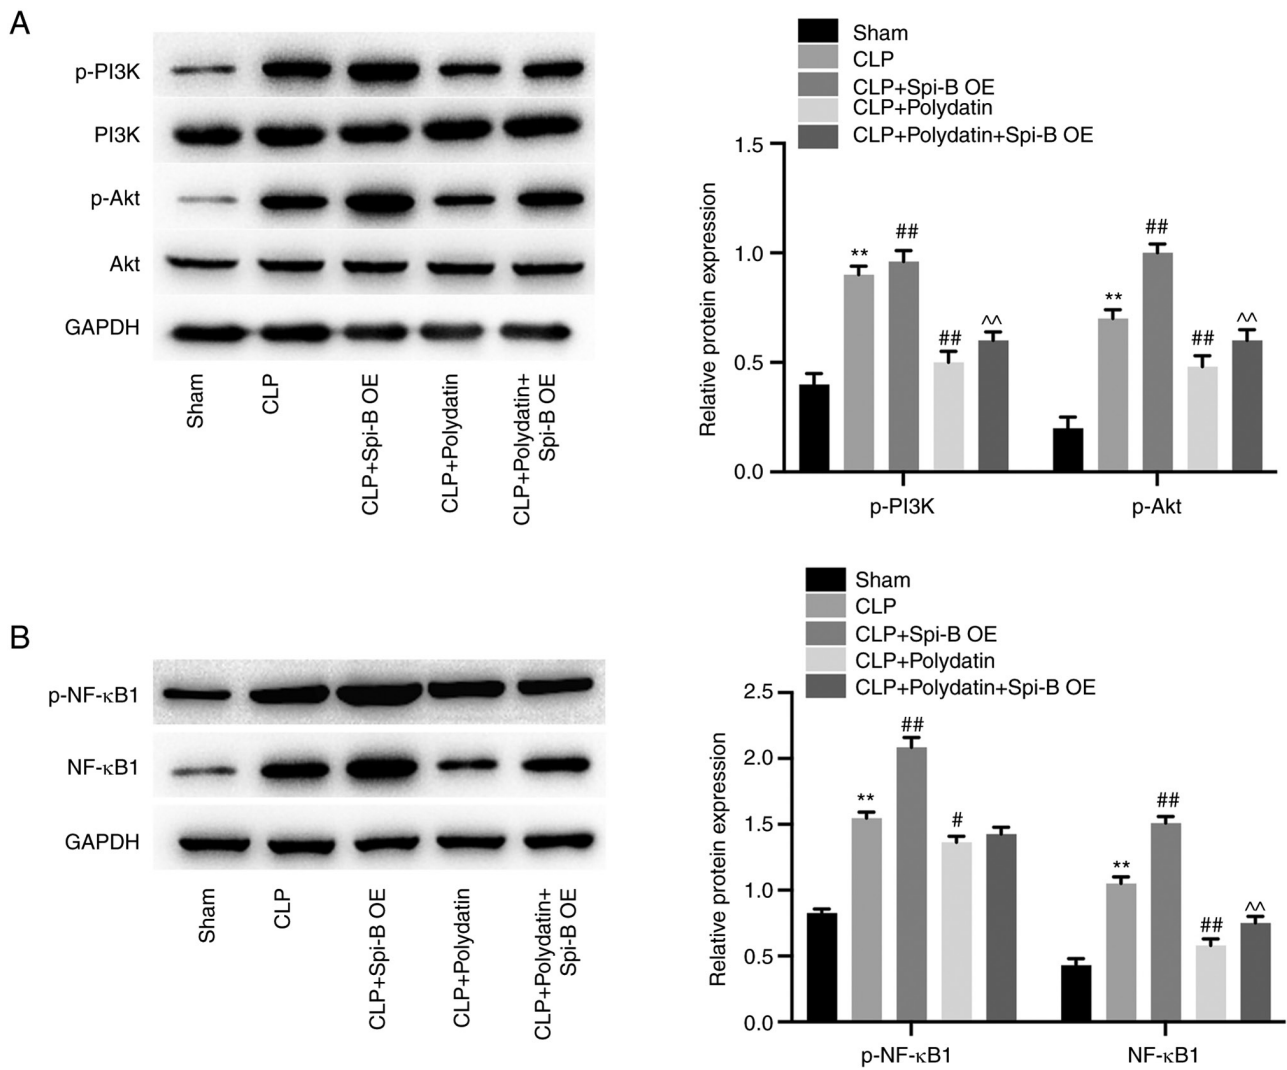 A
p-PI3K
PI3K
p-Akt
Akt
GAPDH
Sham
CLP
CLP+Spi-B OE
CLP+Polydatin
CLP+Polydatin+
Spi-B OE
Sham
CLP
CLP+Spi-B OE
CLP+Polydatin
CLP+Polydatin+Spi-B OE
Relative protein expression
1.5
1.0
0.5
0.0
**
##
##
^^
**
##
##
^^
p-PI3K
p-Akt
B
p-NF-κB1
NF-κB1
GAPDH
Sham
CLP
CLP+Spi-B OE
CLP+Polydatin
CLP+Polydatin+
Spi-B OE
Sham
CLP
CLP+Spi-B OE
CLP+Polydatin
CLP+Polydatin+Spi-B OE
Relative protein expression
2.5
2.0
1.5
1.0
0.5
0.0
**
##
#
**
##
##
^^
p-NF-κB1
NF-κB1